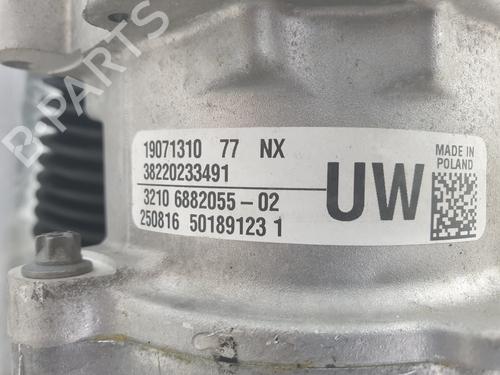 19071310 77 NX
38220233491
3210 6882055-02
250816 50189123 1
UW
MADE IN
POLAND
B-PARTS